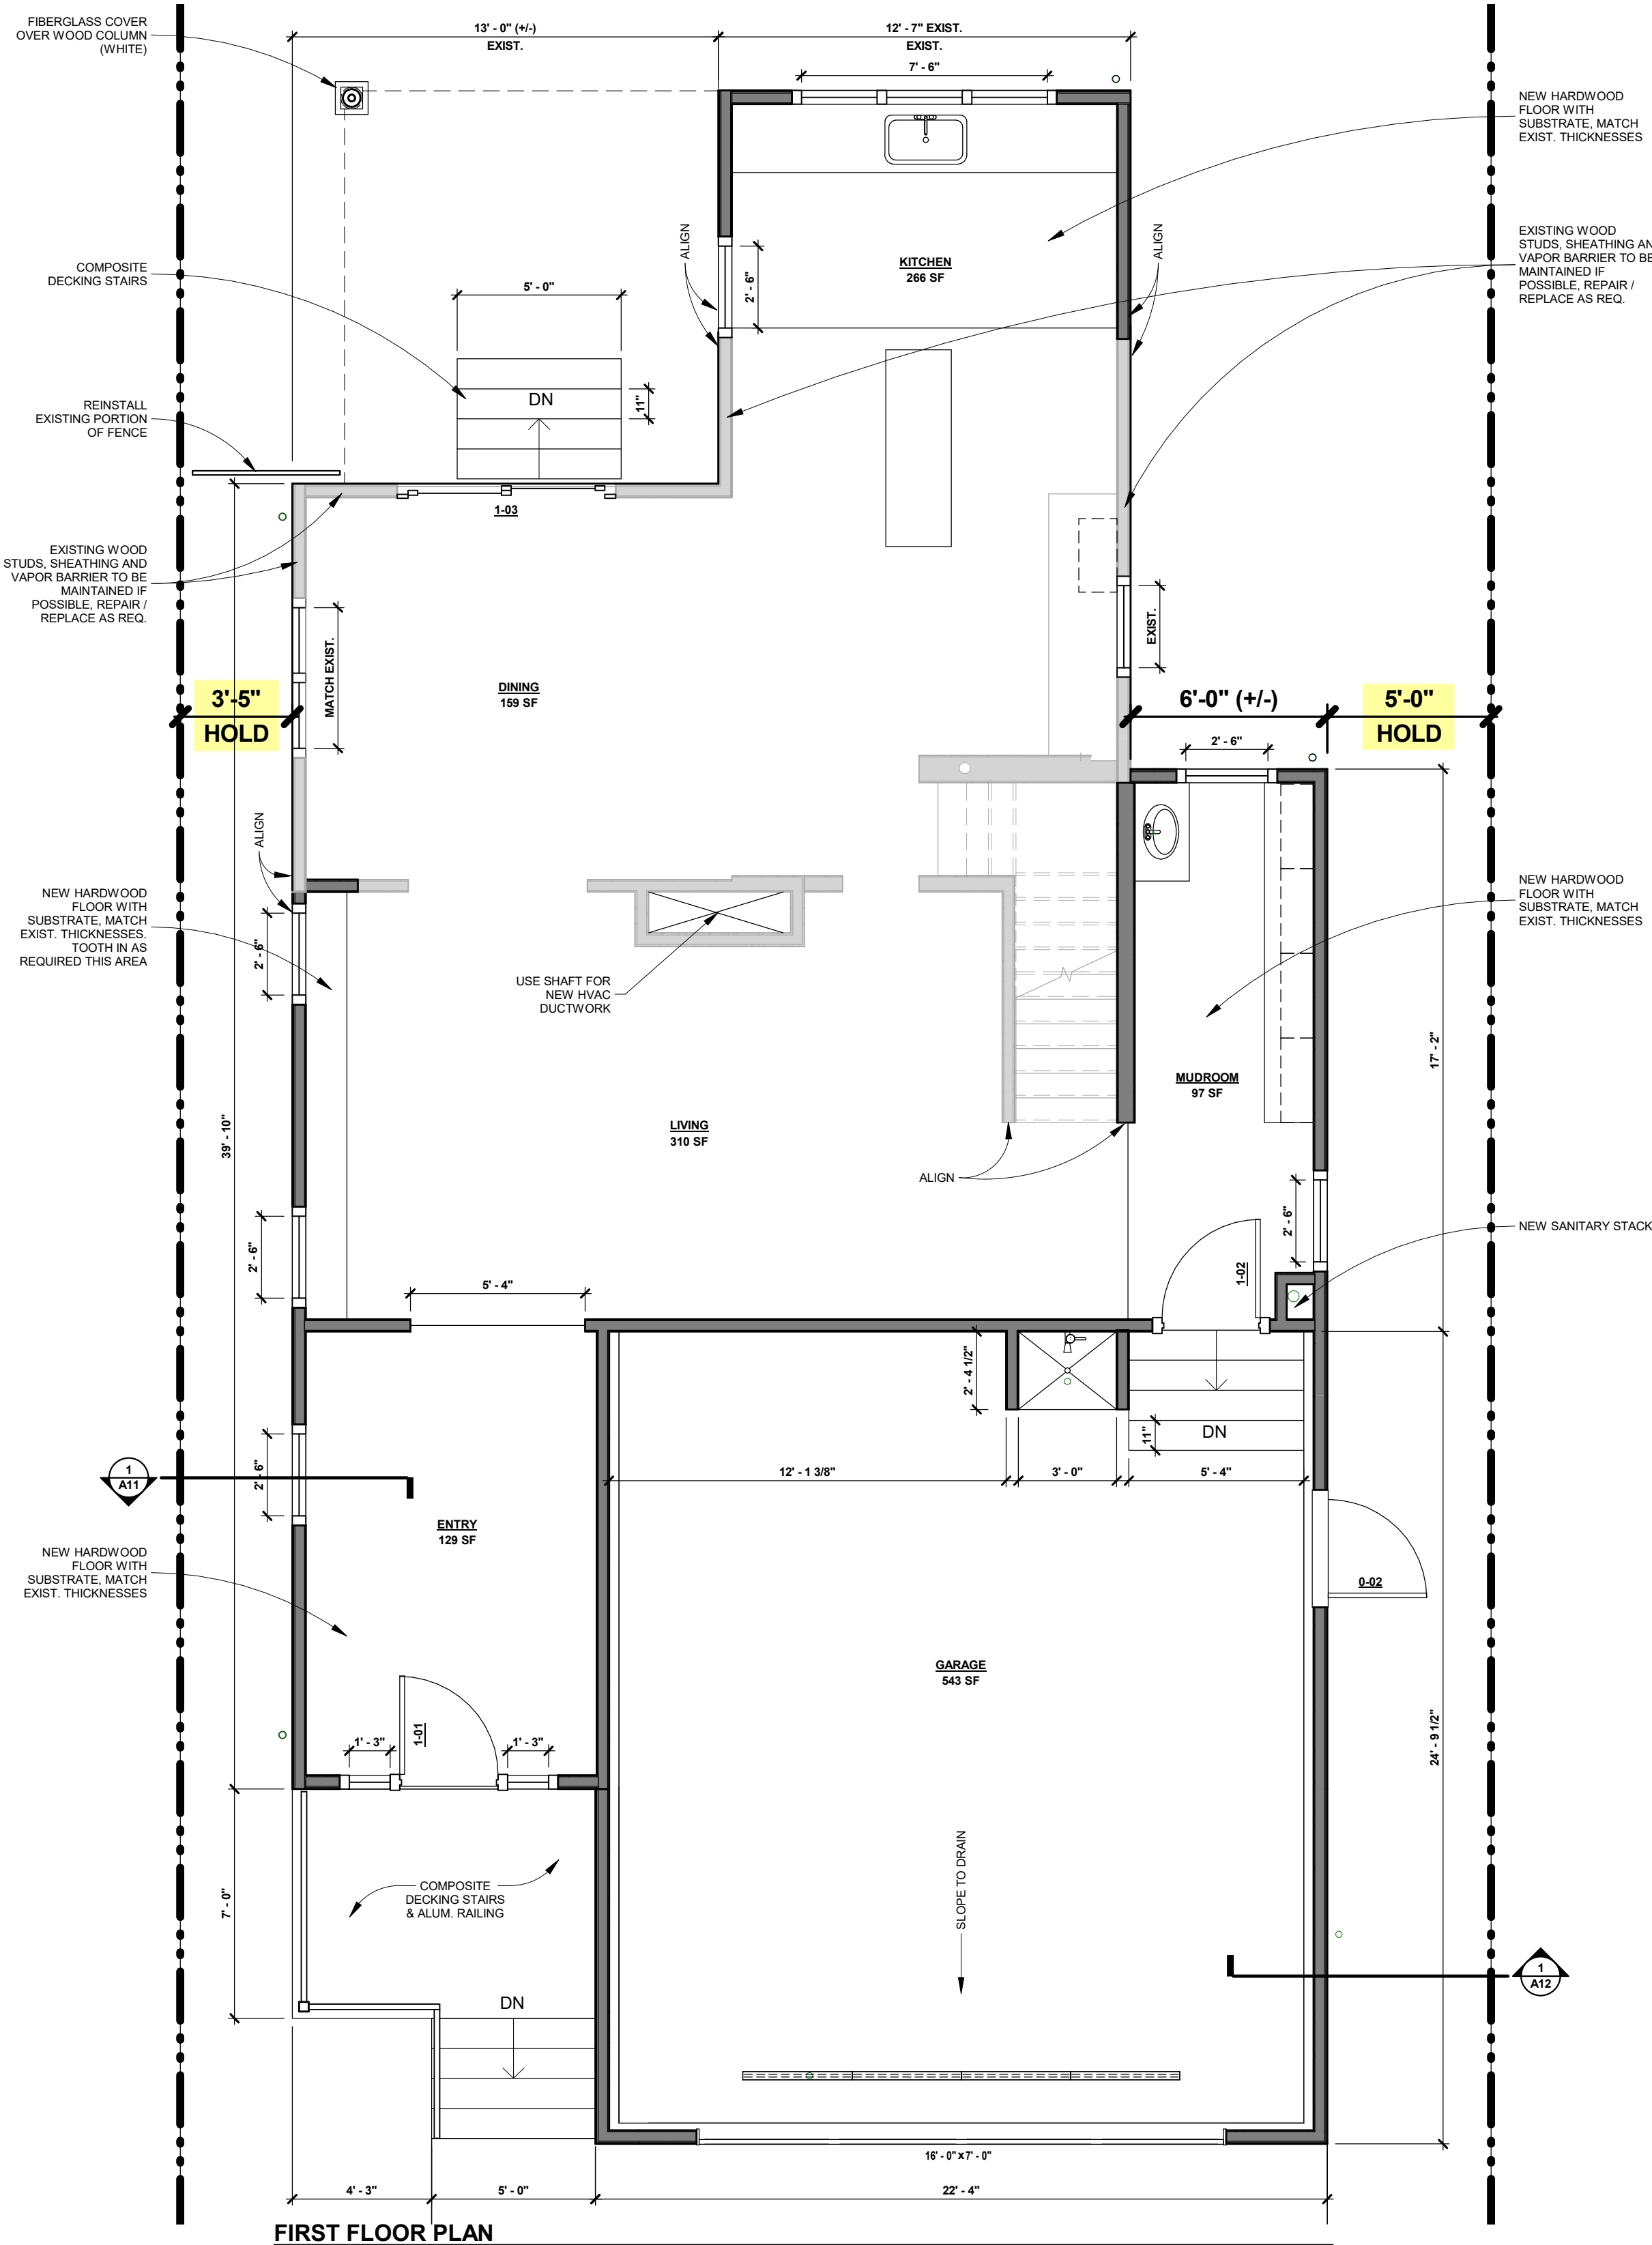 FIBERGLASS COVER
OVER WOOD COLUMN
(WHITE)
13' - 0" (+/-)
EXIST.
12' - 7" EXIST.
EXIST.
7' - 6"
NEW HARDWOOD
FLOOR WITH
SUBSTRATE, MATCH
EXIST. THICKNESSES
ALIGN
ALIGN
KITCHEN
266 SF
2' - 6"
EXISTING WOOD
STUDS, SHEATHING AN
VAPOR BARRIER TO BE
MAINTAINED IF
POSSIBLE, REPAIR /
REPLACE AS REQ.
COMPOSITE
DECKING STAIRS
5' - 0"
DN
11"
REINSTALL
EXISTING PORTION
OF FENCE
1-03
EXISTING WOOD
STUDS, SHEATHING AND
VAPOR BARRIER TO BE
MAINTAINED IF
POSSIBLE, REPAIR /
REPLACE AS REQ.
MATCH EXIST.
EXIST.
DINING
159 SF
3'-5"
HOLD
6'-0" (+/-)
5'-0"
HOLD
2' - 6"
ALIGN
NEW HARDWOOD
FLOOR WITH
SUBSTRATE, MATCH
EXIST. THICKNESSES.
TOOTH IN AS
REQUIRED THIS AREA
2' - 6"
USE SHAFT FOR
NEW HVAC
DUCTWORK
NEW HARDWOOD
FLOOR WITH
SUBSTRATE, MATCH
EXIST. THICKNESSES
17' - 2"
MUDROOM
97 SF
39' - 10"
LIVING
310 SF
ALIGN
2' - 6"
NEW SANITARY STACK
2' - 6"
1-02
5' - 4"
2' - 4 1/2"
11"
DN
12' - 1 3/8"
3' - 0"
5' - 4"
1
A11
2' - 6"
ENTRY
129 SF
NEW HARDWOOD
FLOOR WITH
SUBSTRATE, MATCH
EXIST. THICKNESSES
0-02
GARAGE
543 SF
1-01
1' - 3"
1' - 3"
24' - 9 1/2"
COMPOSITE
DECKING STAIRS
& ALUM. RAILING
7' - 0"
SLOPE TO DRAIN
1
A12
DN
16' - 0" x 7' - 0"
4' - 3"
5' - 0"
22' - 4"
FIRST FLOOR PLAN